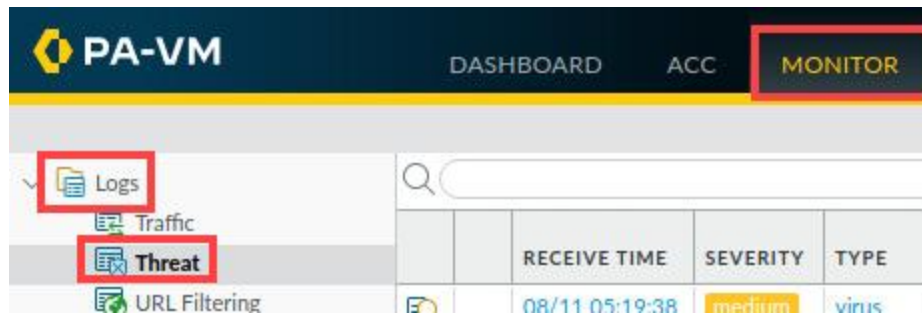 PA-VM
DASHBOARD ACC MONITOR
Logs
Traffic
Threat
RECEIVE TIME SEVERITY TYPE
URL Filtering
08/11 05:19:38 medium virus